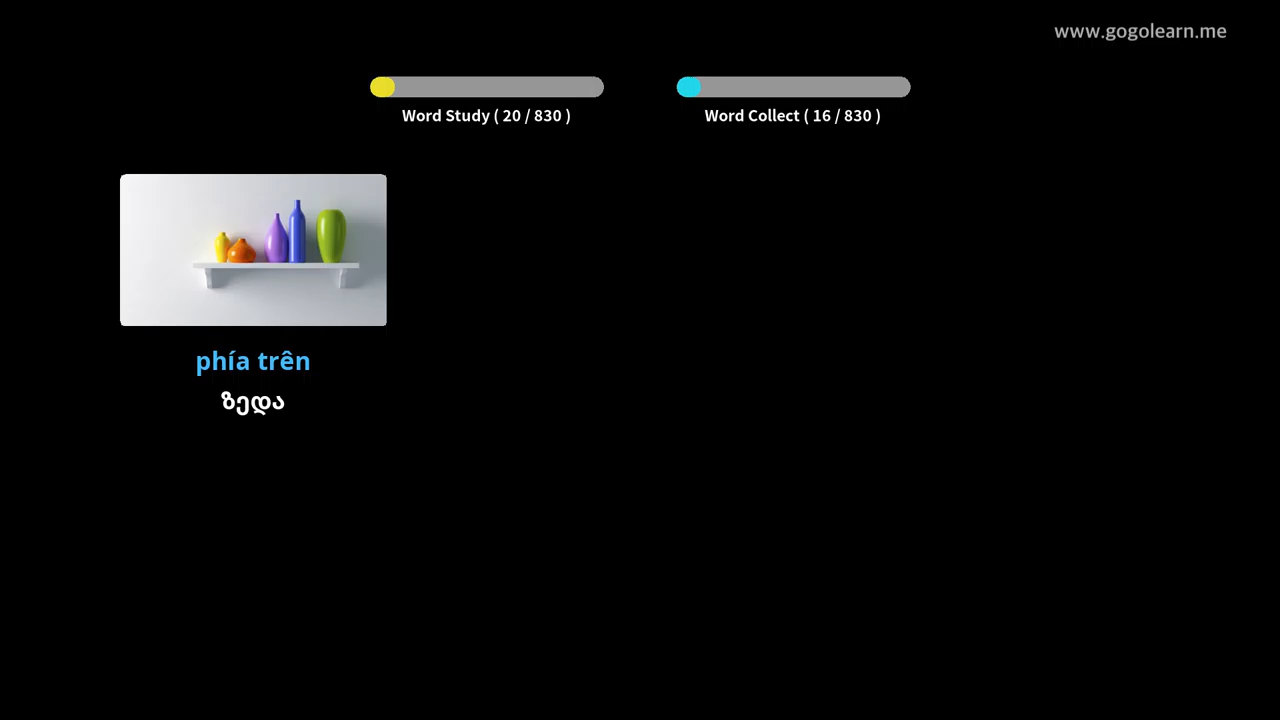 www.gogolearn.me
Word Study ( 20 / 830 )
Word Collect ( 16 / 830 )
phía trên
ზედა